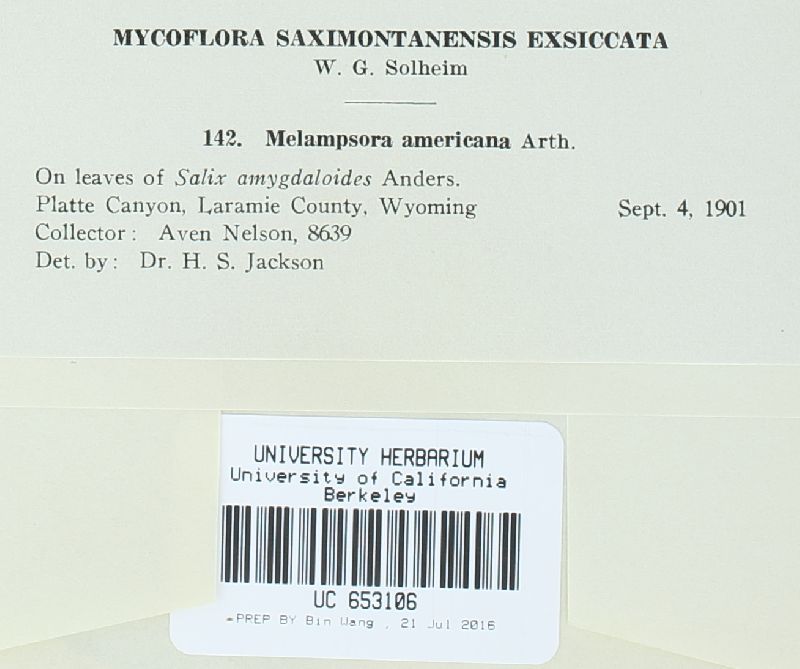 MYCOFLORA SAXIMONTANENSIS EXSICCATA
W. G. Solheim
142. Melampsora americana Arth.
On leaves of Salix amygdaloides Anders.
Platte Canyon, Laramie County, Wyoming Sept. 4, 1901
Collector: Aven Nelson, 8639
Det. by: Dr. H. S. Jackson
UNIVERSITY HERBARIUM
University of California
Berkeley
UC 653106
PREP BY Bin Wang , 21 Jul 2016